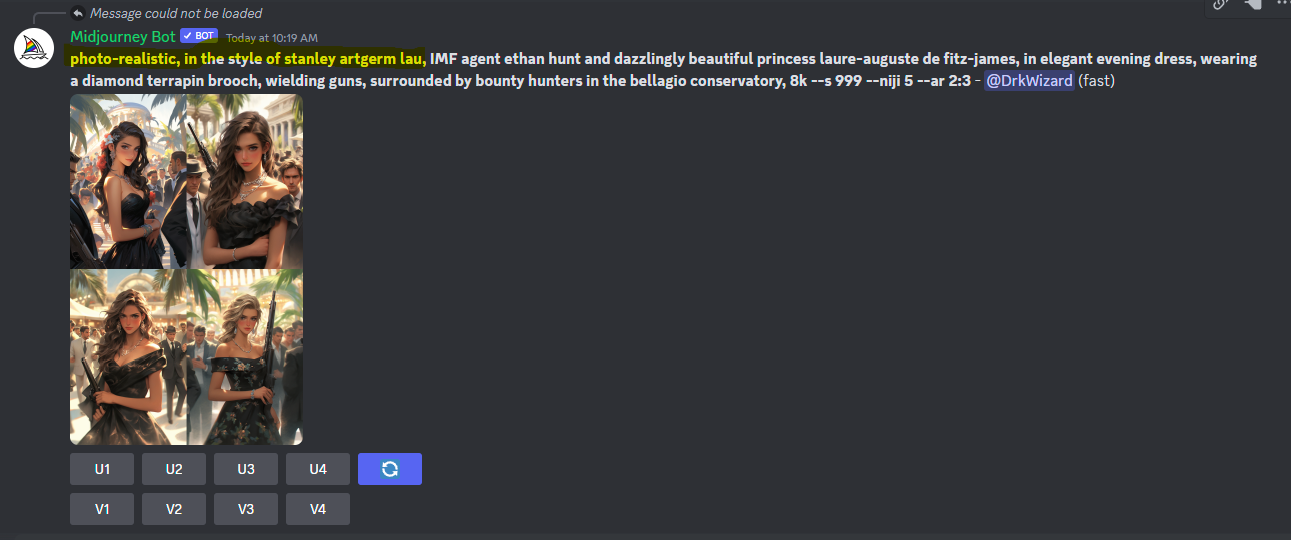 Message could not be loaded
Midjourney Bot ✓ BOT Today at 10:19 AM
photo-realistic, in the style of stanley artgerm lau, IMF agent ethan hunt and dazzlingly beautiful princess laure-auguste de fitz-james, in elegant evening dress, wearing
a diamond terrapin brooch, wielding guns, surrounded by bounty hunters in the bellagio conservatory, 8k --s 999 --niji 5 --ar 2:3 - @DrkWizard (fast)
U1 U2 U3 U4
V1 V2 V3 V4